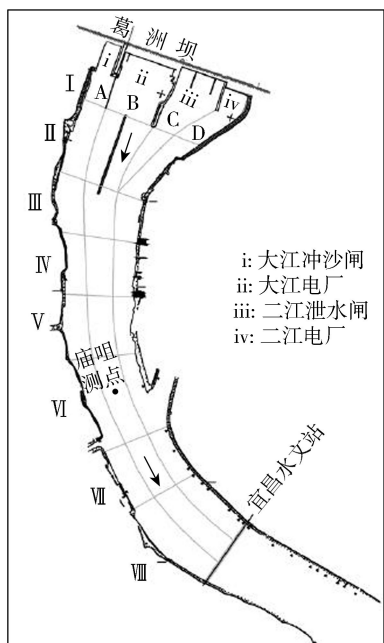 葛洲坝
i
ii
iii
iv
A
B
C
D
I
II
III
IV
V
VI
VII
VIII
i: 大江冲沙闸
ii: 大江电厂
iii: 二江泄水闸
iv: 二江电厂
庙咀
测点
宜昌水文站